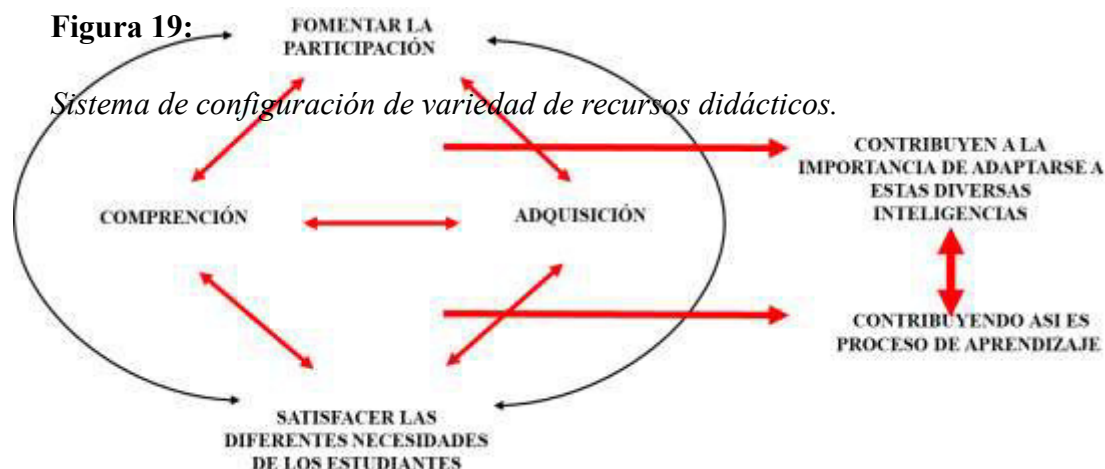 Figura 19:
FOMENTAR LA
PARTICIPACIÓN
Sistema de configuración de variedad de recursos didácticos.
CONTRIBUYEN A LA
IMPORTANCIA DE ADAPTARSE A
ESTAS DIVERSAS
INTELIGENCIAS
COMPRENCIÓN
ADQUISICIÓN
CONTRIBUYENDO ASI ES
PROCESO DE APRENDIZAJE
SATISFACER LAS
DIFERENTES NECESIDADES
DE LOS ESTUDIANTES